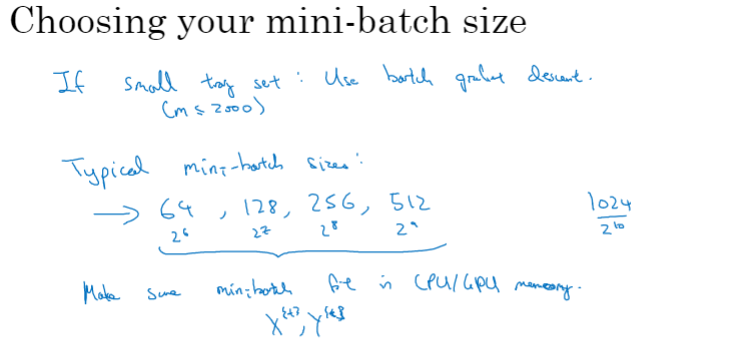 Choosing your mini-batch size
If small tray set : Use batch gradient descent.
(m ≤ 2000)
Typical mini-batch sizes:
→ 64 , 128, 256, 512 1024
2^6 2^7 2^8 2^9 2^10
Make sure minibatch fit in CPU/GPU memory.
X^{t}, Y^{t}